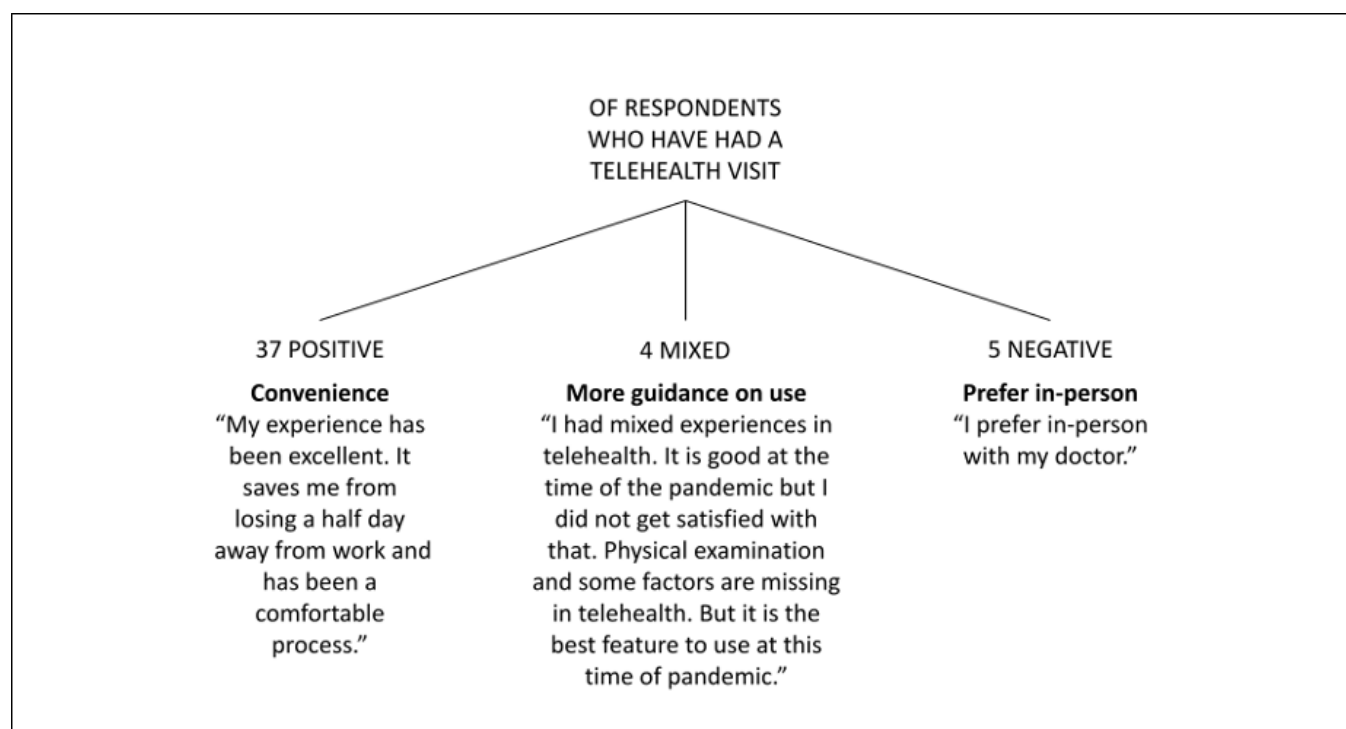 OF RESPONDENTS
WHO HAVE HAD A
TELEHEALTH VISIT
37 POSITIVE
Convenience
“My experience has
been excellent. It
saves me from
losing a half day
away from work and
has been a
comfortable
process.”
4 MIXED
More guidance on use
“I had mixed experiences in
telehealth. It is good at the
time of the pandemic but I
did not get satisfied with
that. Physical examination
and some factors are missing
in telehealth. But it is the
best feature to use at this
time of pandemic.”
5 NEGATIVE
Prefer in-person
“I prefer in-person
with my doctor.”